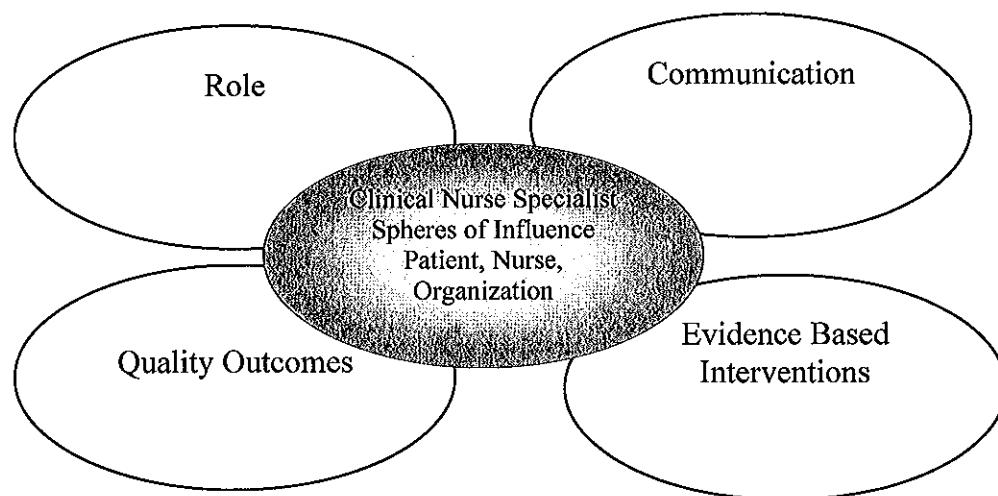 Role
Communication
Clinical Nurse Specialist
Spheres of Influence
Patient, Nurse,
Organization
Quality Outcomes
Evidence Based
Interventions